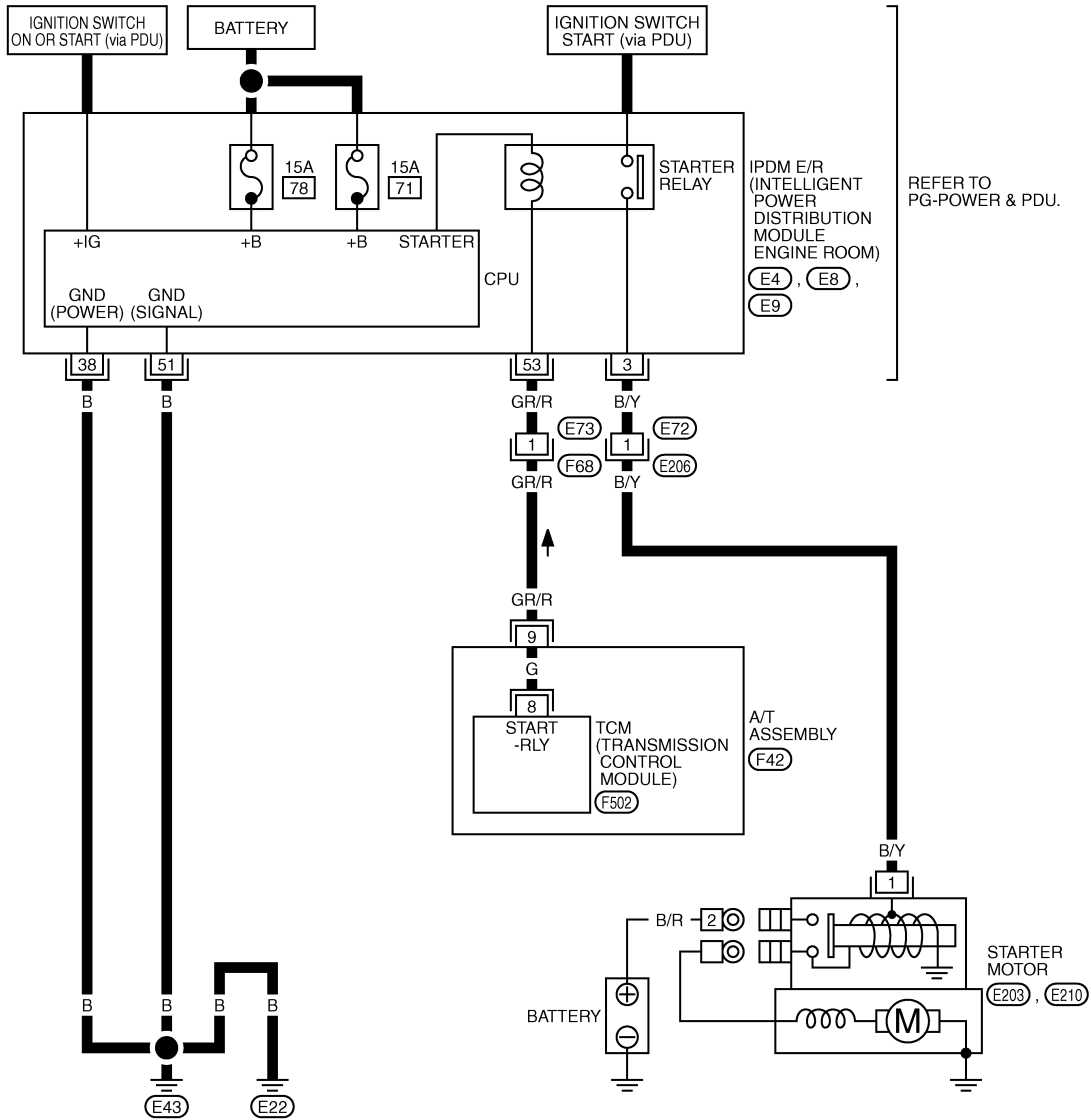 IGNITION SWITCH
ON OR START (via PDU)
BATTERY
IGNITION SWITCH
START (via PDU)
15A
78
15A
71
STARTER
RELAY
IPDM E/R
(INTELLIGENT
POWER
DISTRIBUTION
MODULE
ENGINE ROOM)
E4 , E8 ,
E9
REFER TO
PG-POWER & PDU.
+IG
+B
+B
STARTER
CPU
GND
(POWER)
GND
(SIGNAL)
38
51
53
3
B
B
GR/R
B/Y
1
E73
F68
1
E72
E206
GR/R
B/Y
GR/R
9
G
8
START
-RLY
TCM
(TRANSMISSION
CONTROL
MODULE)
F502
A/T
ASSEMBLY
F42
B/Y
1
B/R
2
STARTER
MOTOR
E203 , E210
BATTERY
+
−
M
B
B
B
B
E43
E22